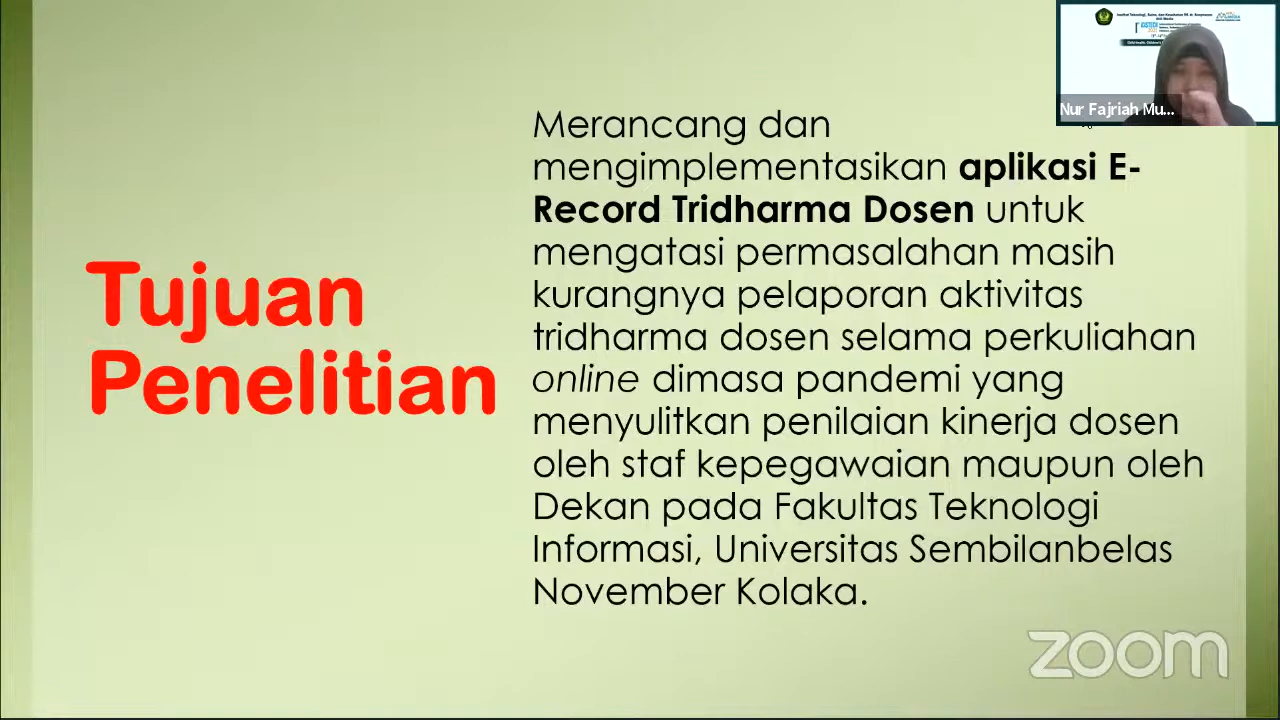 Tujuan
Penelitian
Merancang dan
mengimplementasikan aplikasi E-
Record Tridharma Dosen untuk
mengatasi permasalahan masih
kurangnya pelaporan aktivitas
tridharma dosen selama perkuliahan
online dimasa pandemi yang
menyulitkan penilaian kinerja dosen
oleh staf kepegawaian maupun oleh
Dekan pada Fakultas Teknologi
Informasi, Universitas Sembilanbelas
November Kolaka.
Nur Fajriah Mu...
zoom